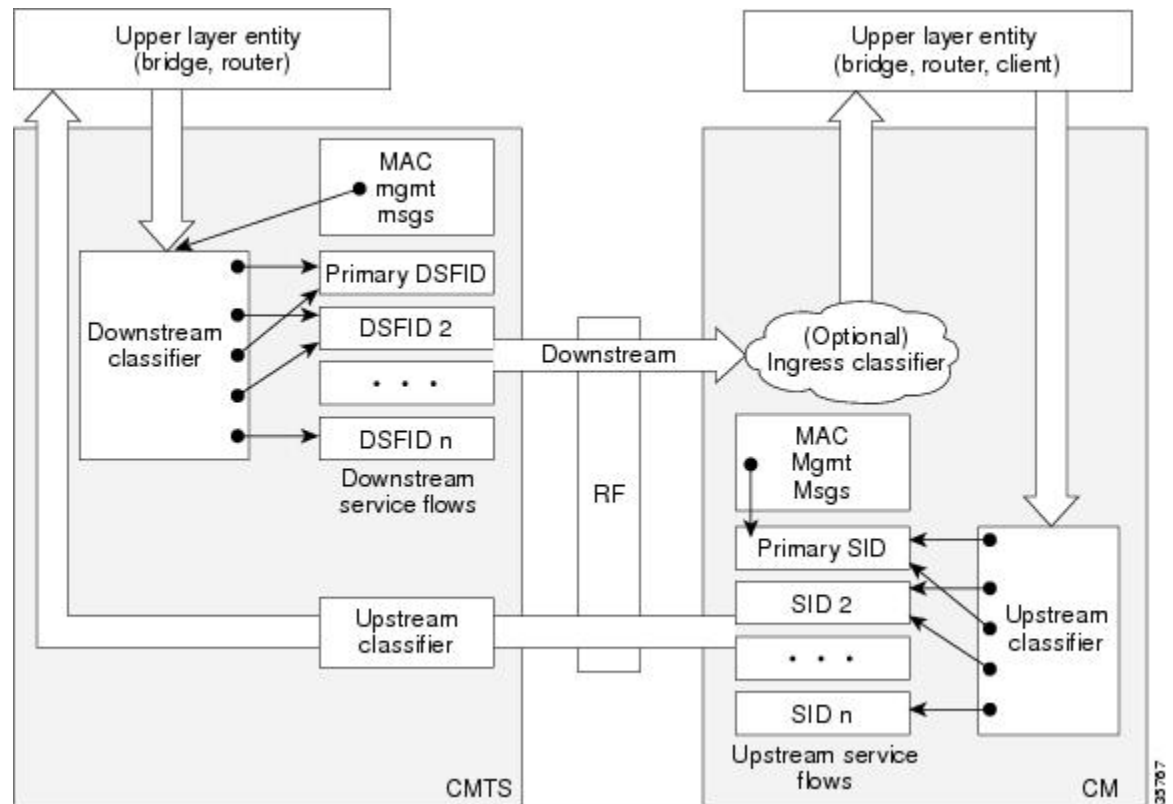 Upper layer entity
(bridge, router)
Upper layer entity
(bridge, router, client)
MAC
mgmt
msgs
Downstream
classifier
Primary DSFID
DSFID 2
. . .
DSFID n
Downstream
service flows
Downstream
RF
(Optional)
Ingress classifier
MAC
Mgmt
Msgs
Primary SID
SID 2
. . .
SID n
Upstream service
flows
Upstream
classifier
Upstream
classifier
CMTS
CM
35767